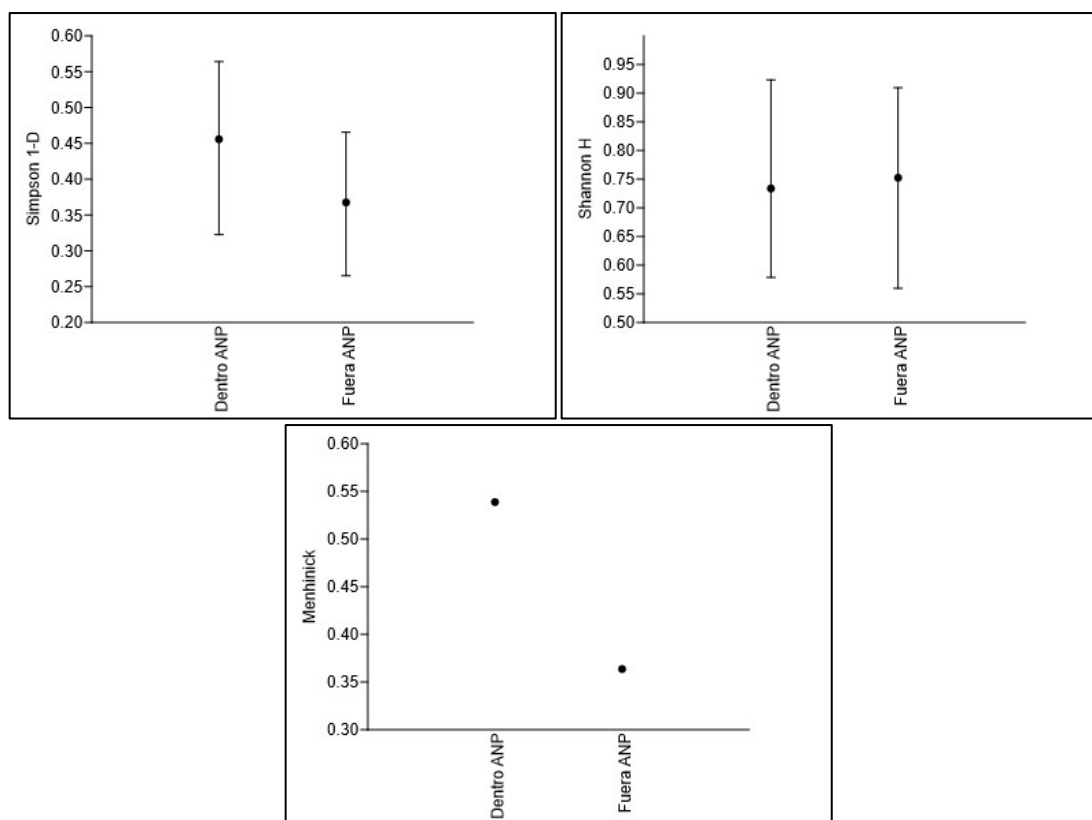 0.60
0.55
0.50
0.45
0.40
0.35
0.30
0.25
0.20
Simpson 1-D
Dentro ANP
Fuera ANP
0.95
0.90
0.85
0.80
0.75
0.70
0.65
0.60
0.55
0.50
Shannon H
Dentro ANP
Fuera ANP
0.60
0.55
0.50
0.45
0.40
0.35
0.30
Menhinick
Dentro ANP
Fuera ANP